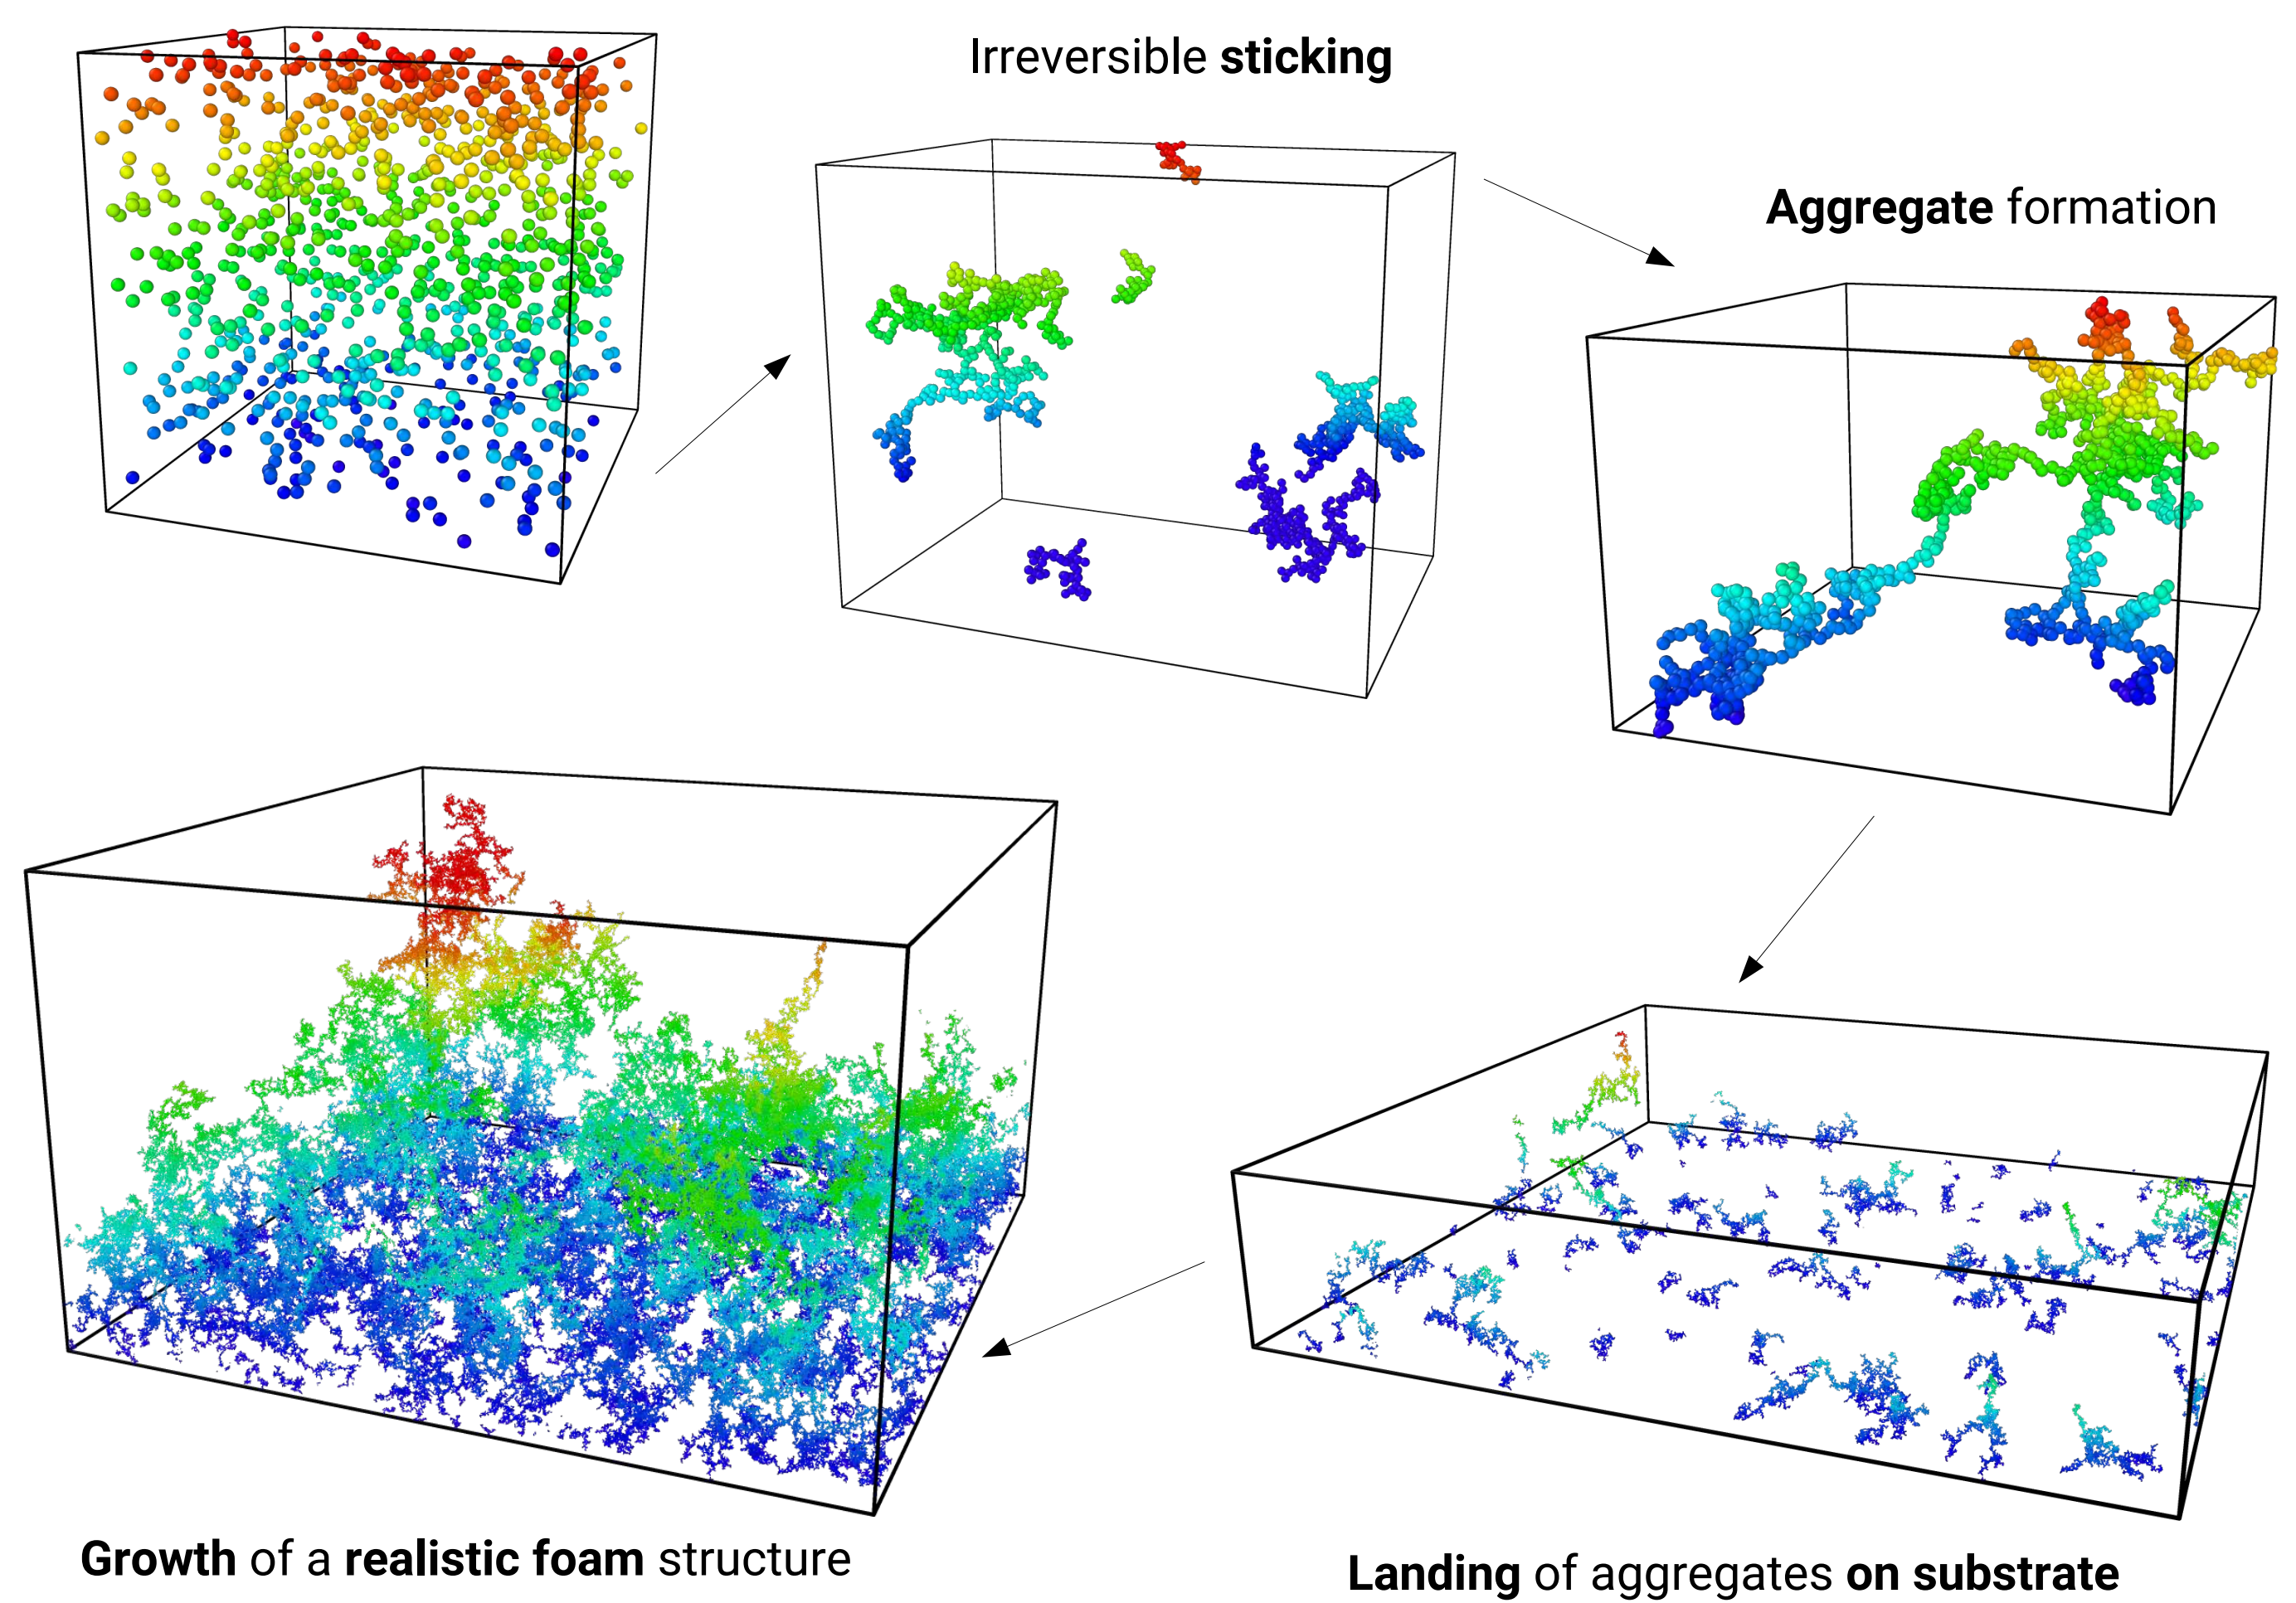 Irreversible sticking
Aggregate formation
Growth of a realistic foam structure
Landing of aggregates on substrate